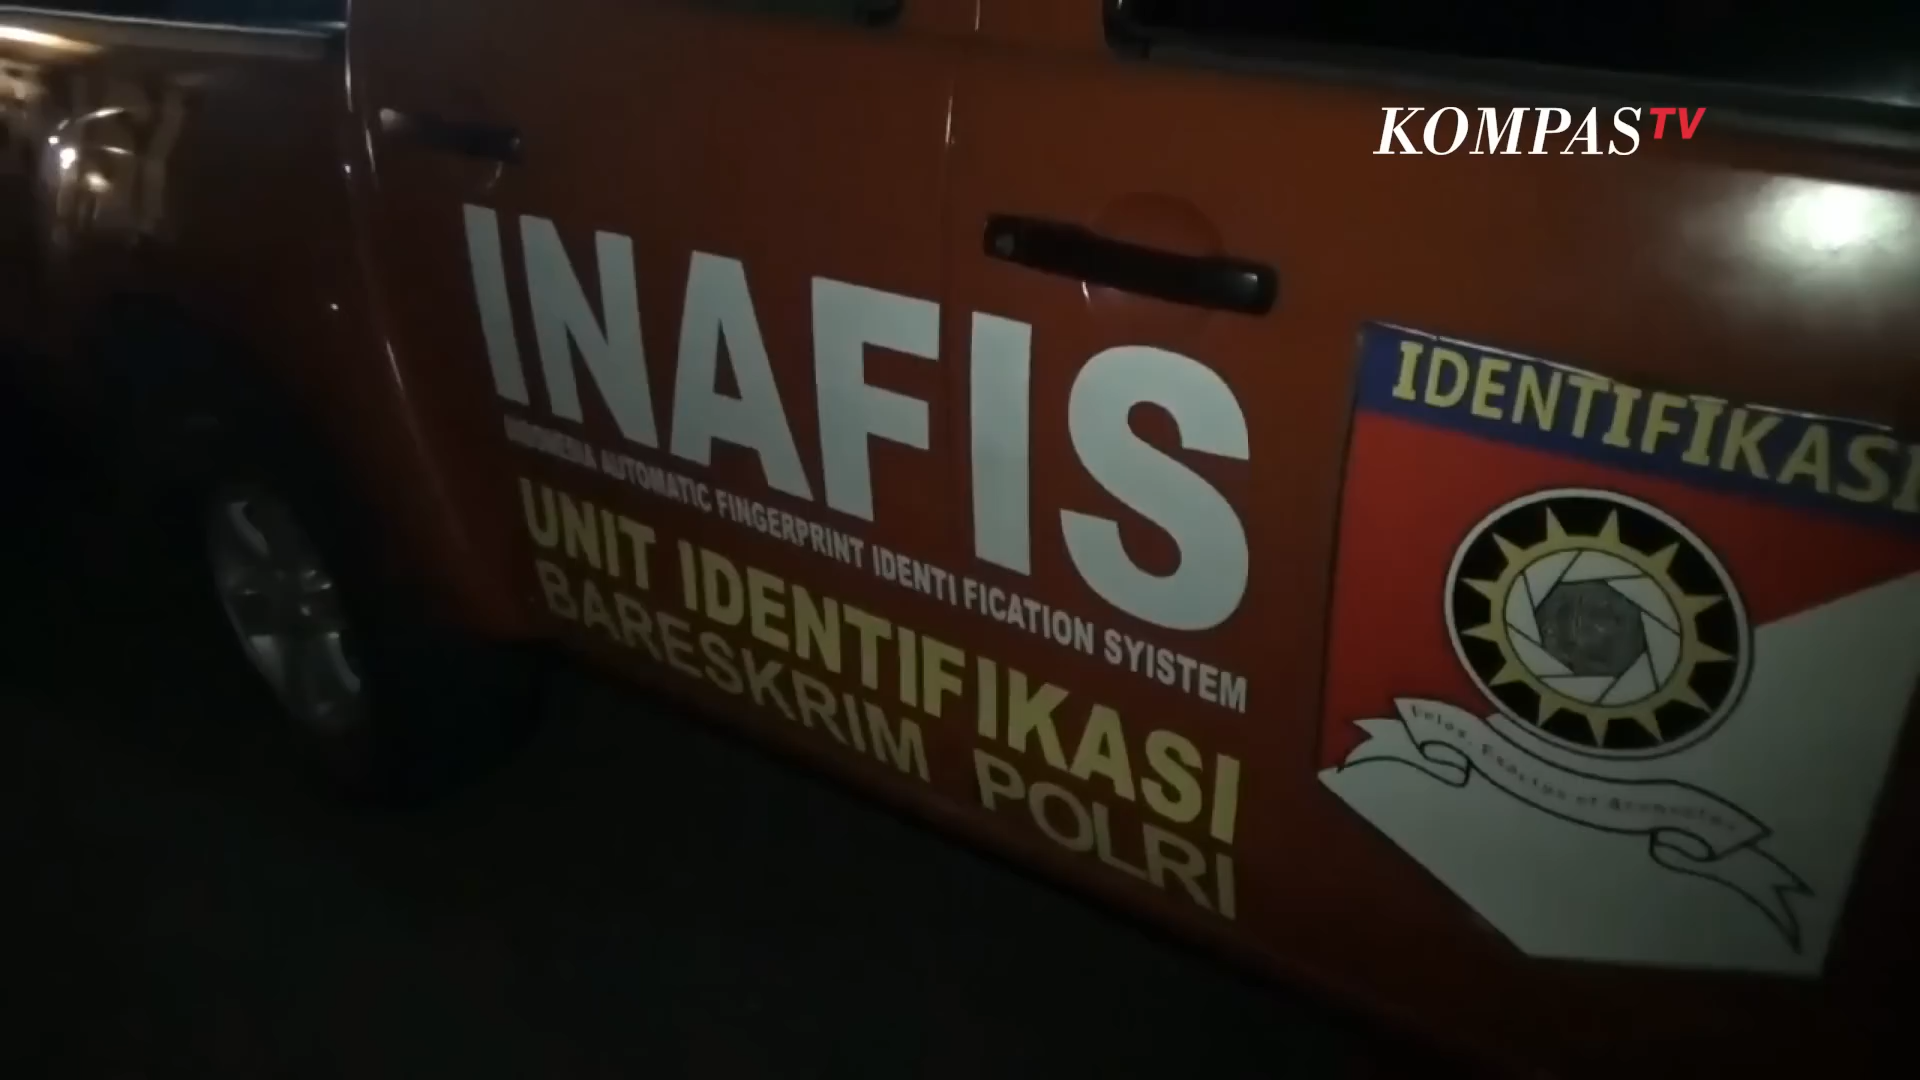 KOMPASTV
INAFIS
INDONESIA AUTOMATIC FINGERPRINT IDENTI FICATION SYISTEM
UNIT IDENTIFIKASI
BARESKRIM POLRI
IDENTIFIKASI